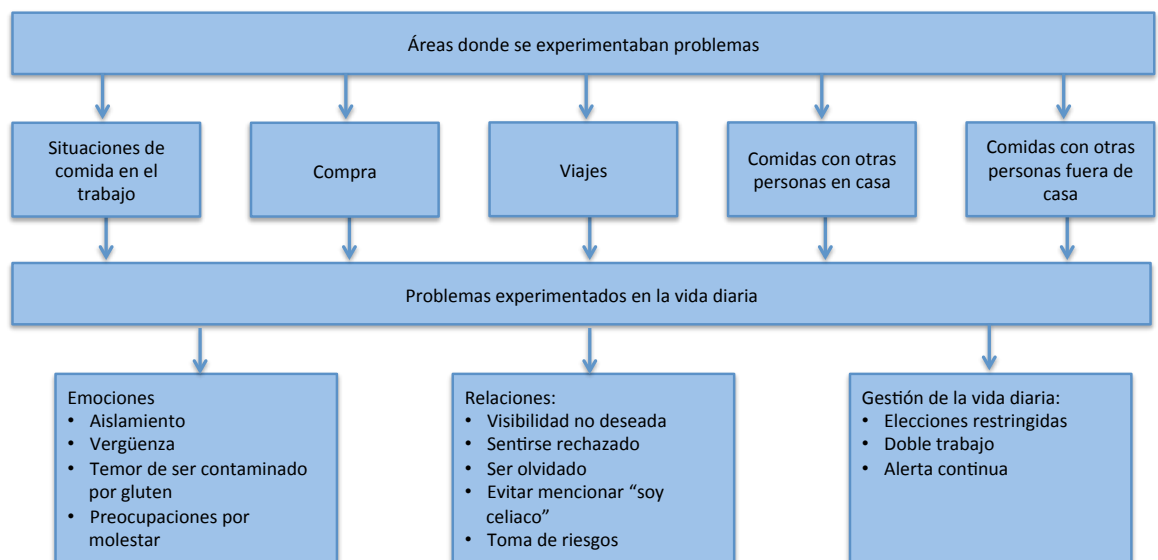 Áreas donde se experimentaban problemas
Situaciones de
comida en el
trabajo
Compra
Viajes
Comidas con otras
personas en casa
Comidas con otras
personas fuera de
casa
Problemas experimentados en la vida diaria
Emociones
• Aislamiento
• Vergüenza
• Temor de ser contaminado
por gluten
• Preocupaciones por
molestar
Relaciones:
• Visibilidad no deseada
• Sentirse rechazado
• Ser olvidado
• Evitar mencionar “soy
celiaco”
• Toma de riesgos
Gestión de la vida diaria:
• Elecciones restringidas
• Doble trabajo
• Alerta continua